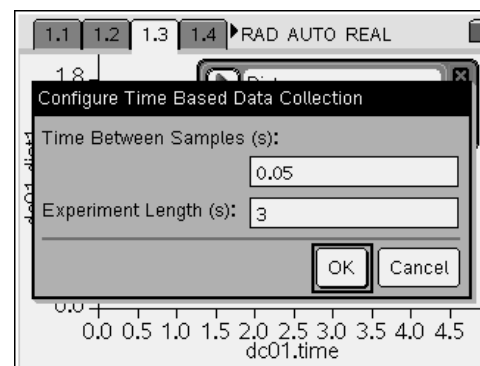 1.1 1.2 1.3 1.4 RAD AUTO REAL
1.8
Configure Time Based Data Collection
Time Between Samples (s):
0.05
Experiment Length (s): 3
OK Cancel
0.0
0.0 0.5 1.0 1.5 2.0 2.5 3.0 3.5 4.0 4.5
dc01.time